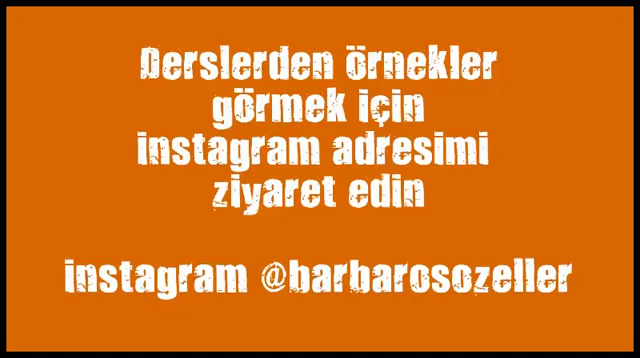 Derslerden örnekler
görmek için
instagram adresimi
ziyaret edin
instagram @barbarosozeller